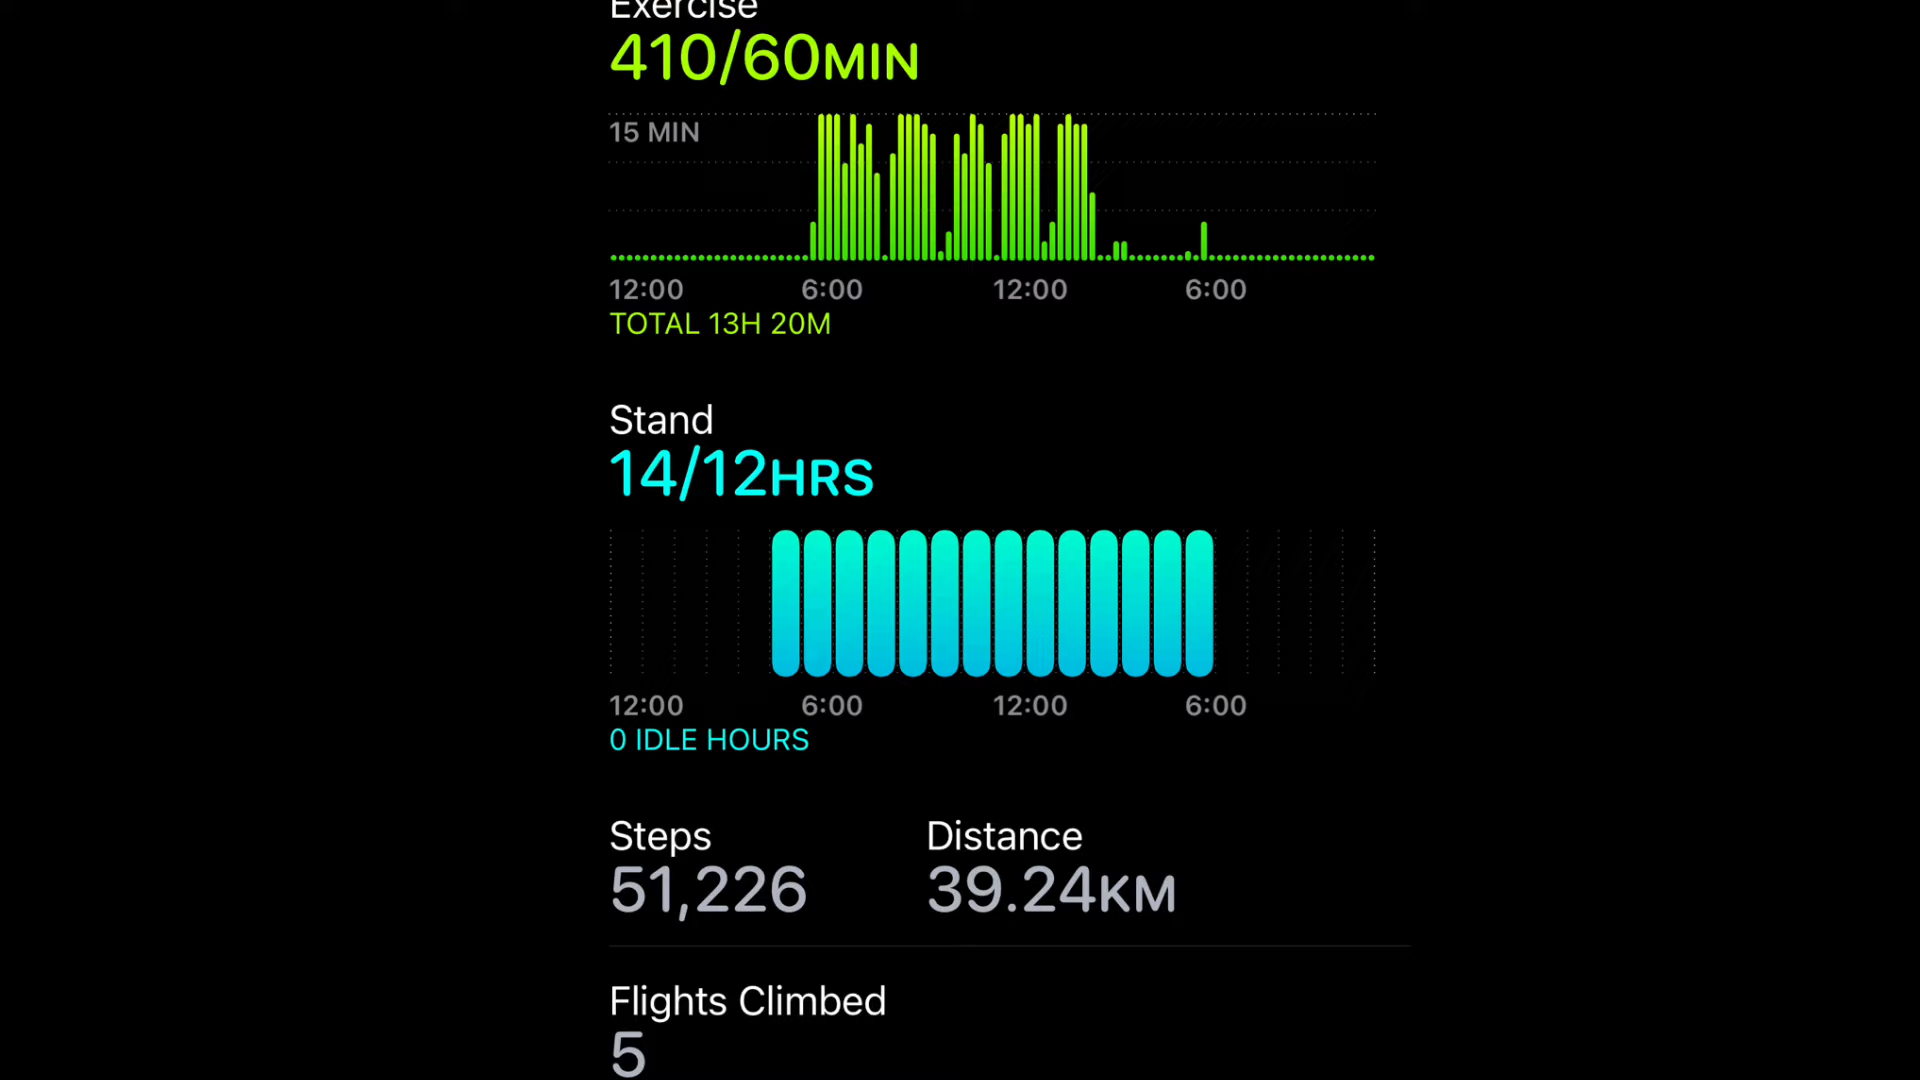 Exercise
410/60MIN
15 MIN
12:00 6:00 12:00 6:00
TOTAL 13H 20M
Stand
14/12HRS
12:00 6:00 12:00 6:00
0 IDLE HOURS
Steps Distance
51,226 39.24KM
Flights Climbed
5